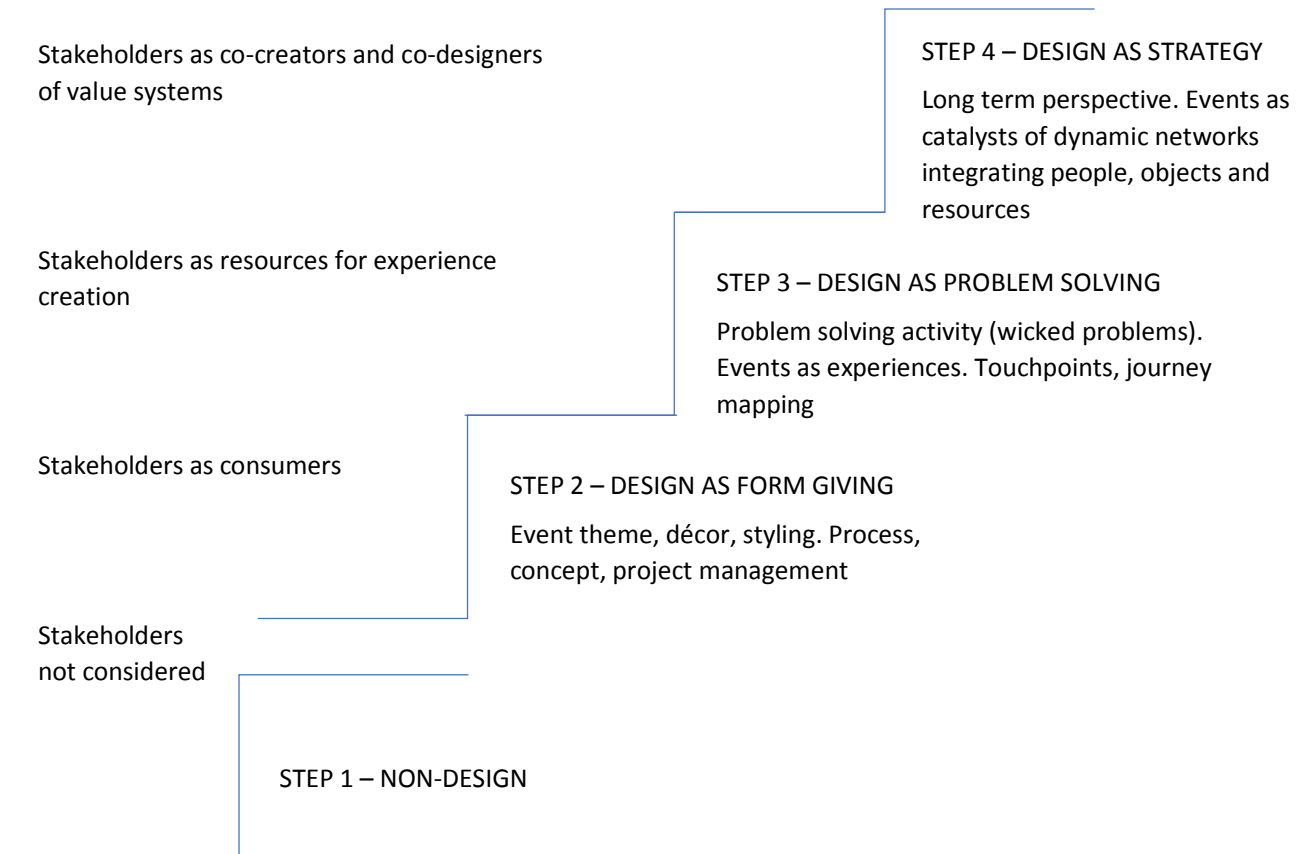 Stakeholders as co-creators and co-designers
of value systems
STEP 4 – DESIGN AS STRATEGY
Long term perspective. Events as
catalysts of dynamic networks
integrating people, objects and
resources
Stakeholders as resources for experience
creation
STEP 3 – DESIGN AS PROBLEM SOLVING
Problem solving activity (wicked problems).
Events as experiences. Touchpoints, journey
mapping
Stakeholders as consumers
STEP 2 – DESIGN AS FORM GIVING
Event theme, décor, styling. Process,
concept, project management
Stakeholders
not considered
STEP 1 – NON-DESIGN